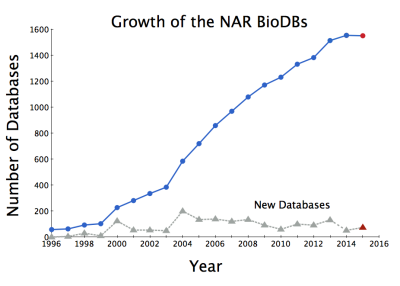 Growth of the NAR BioDBs
Number of Databases
1600
1400
1200
1000
800
600
400
200
0
New Databases
1996 1998 2000 2002 2004 2006 2008 2010 2012 2014 2016
Year